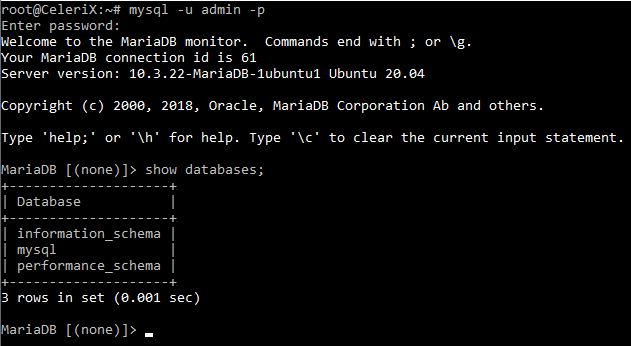 root@CeleriX:~# mysql -u admin -p
Enter password:
Welcome to the MariaDB monitor.  Commands end with ; or \g.
Your MariaDB connection id is 61
Server version: 10.3.22-MariaDB-1ubuntu1 Ubuntu 20.04
Copyright (c) 2000, 2018, Oracle, MariaDB Corporation Ab and others.
Type 'help;' or '\h' for help. Type '\c' to clear the current input statement.
MariaDB [(none)]> show databases;
+--------------------+
| Database           |
+--------------------+
| information_schema |
| mysql              |
| performance_schema |
+--------------------+
3 rows in set (0.001 sec)
MariaDB [(none)]> _